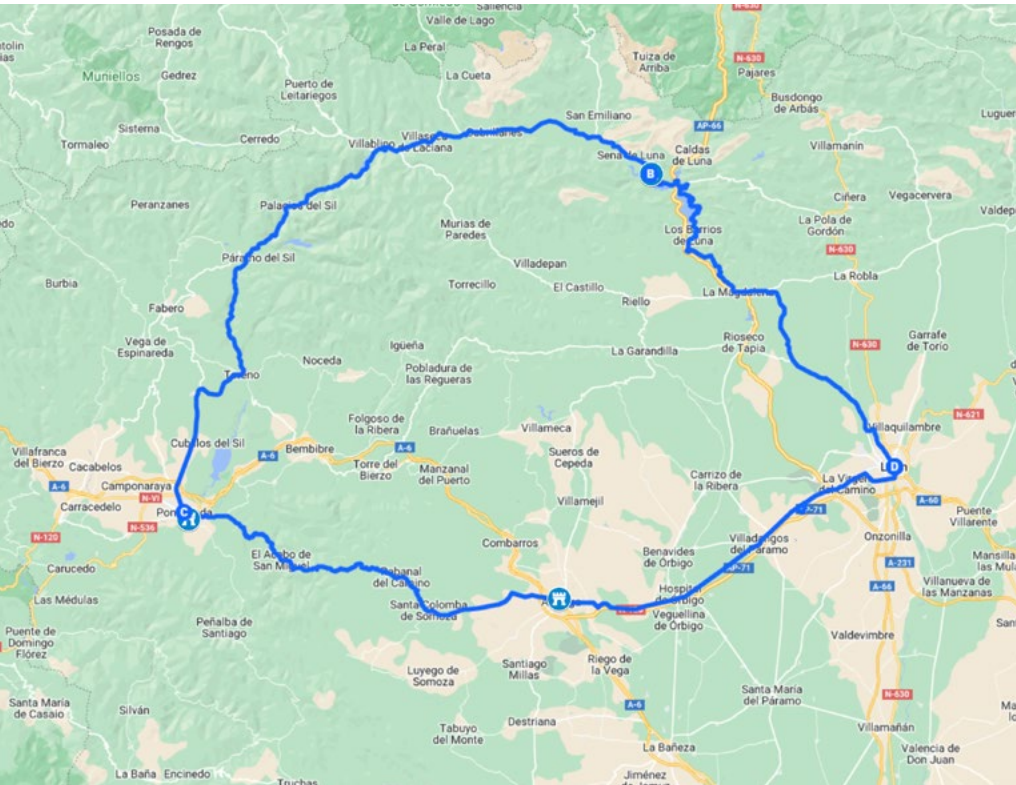 Saliencia
Valle de Lago
N-630
Posada de
Rengos
La Peral
Tuiza de
Arriba
N-630
Pajares
Muniellos
Gedrez
Puerto de
Leitariegos
La Cueta
Busdongo
de Arbás
San Emiliano
AP-66
Sisterna
Cerredo
Tormaleo
Villablino
de Laciana
Caldas
de Luna
Villamanín
B
Ciñera
Vegacervera
Peranzanes
Palacios del Sil
Murias de
Paredes
La Pola de
Gordón
Los Barrios
de Luna
N-630
Páramo del Sil
Villadepan
La Robla
Burbia
Torrecillo
El Castillo
Riello
La Magdalena
Fabero
Vega de
Espinareda
Igüeña
Noceda
La Garandilla
Rioseco
de Tapia
N-630
Garrafe
de Torío
Pobladura de
las Regueras
Toreno
N-621
Folgoso de
la Ribera
Brañuelas
Villameca
Villaquilambre
Cubillos del Sil
Bembibre
A-6
A-6
Villafranca
del Bierzo
Cacabelos
Torre del
Bierzo
Manzanal
del Puerto
Sueros de
Cepeda
D
Carrizo de
la Ribera
La Virgen
del Camino
A-6
Camponaraya
N-VI
Carracedelo
Villamejil
A-60
C
N-536
Puente
Villarente
N-120
Onzonilla
Combarros
Villadangos
del Páramo
El Acebo de
San Miguel
Benavides
de Órbigo
A-231
Carucedo
Rabanal
del Camino
AP-71
A-66
Villanueva de
las Manzanas
Las Médulas
Santa Colomba
de Somoza
Hospital
de Órbigo
Veguellina
de Órbigo
Peñalba de
Santiago
Puente de
Domingo
Flórez
Valdevimbre
Luyego de
Somoza
Santiago
Millas
Riego de
la Vega
Santa María
de Casaio
Silván
Santa María
del Páramo
N-630
A-6
Tabuyo
del Monte
Destriana
Villamañán
La Bañeza
Valencia de
Don Juan
La Baña
Encinedo
Truchas
Jiménez